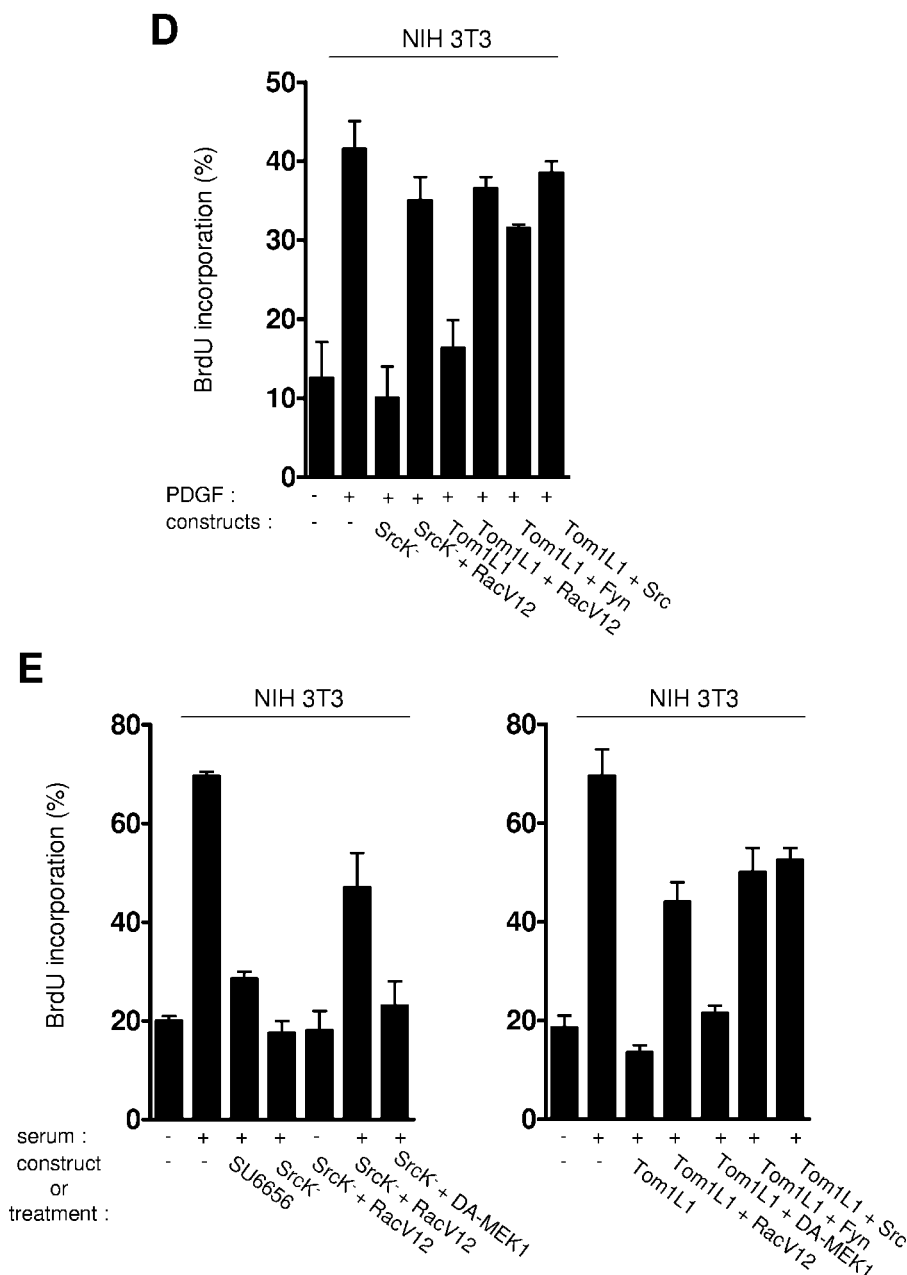 D
NIH 3T3
BrdU incorporation (%)
50
40
30
20
10
0
PDGF : - + + + + + + +
constructs : - -
SrcK-
SrcK- + RacV12
Tom1L1
Tom1L1 + RacV12
Tom1L1 + Fyn
Tom1L1 + Src
E
NIH 3T3
BrdU incorporation (%)
80
60
40
20
0
serum : - + + + - + +
construct or treatment : - -
SU6656
SrcK-
SrcK- + RacV12
SrcK- + RacV12
SrcK- + DA-MEK1
NIH 3T3
80
60
40
20
0
- + + + + + +
- -
Tom1L1
Tom1L1 + RacV12
Tom1L1 + DA-MEK1
Tom1L1 + Fyn
Tom1L1 + Src